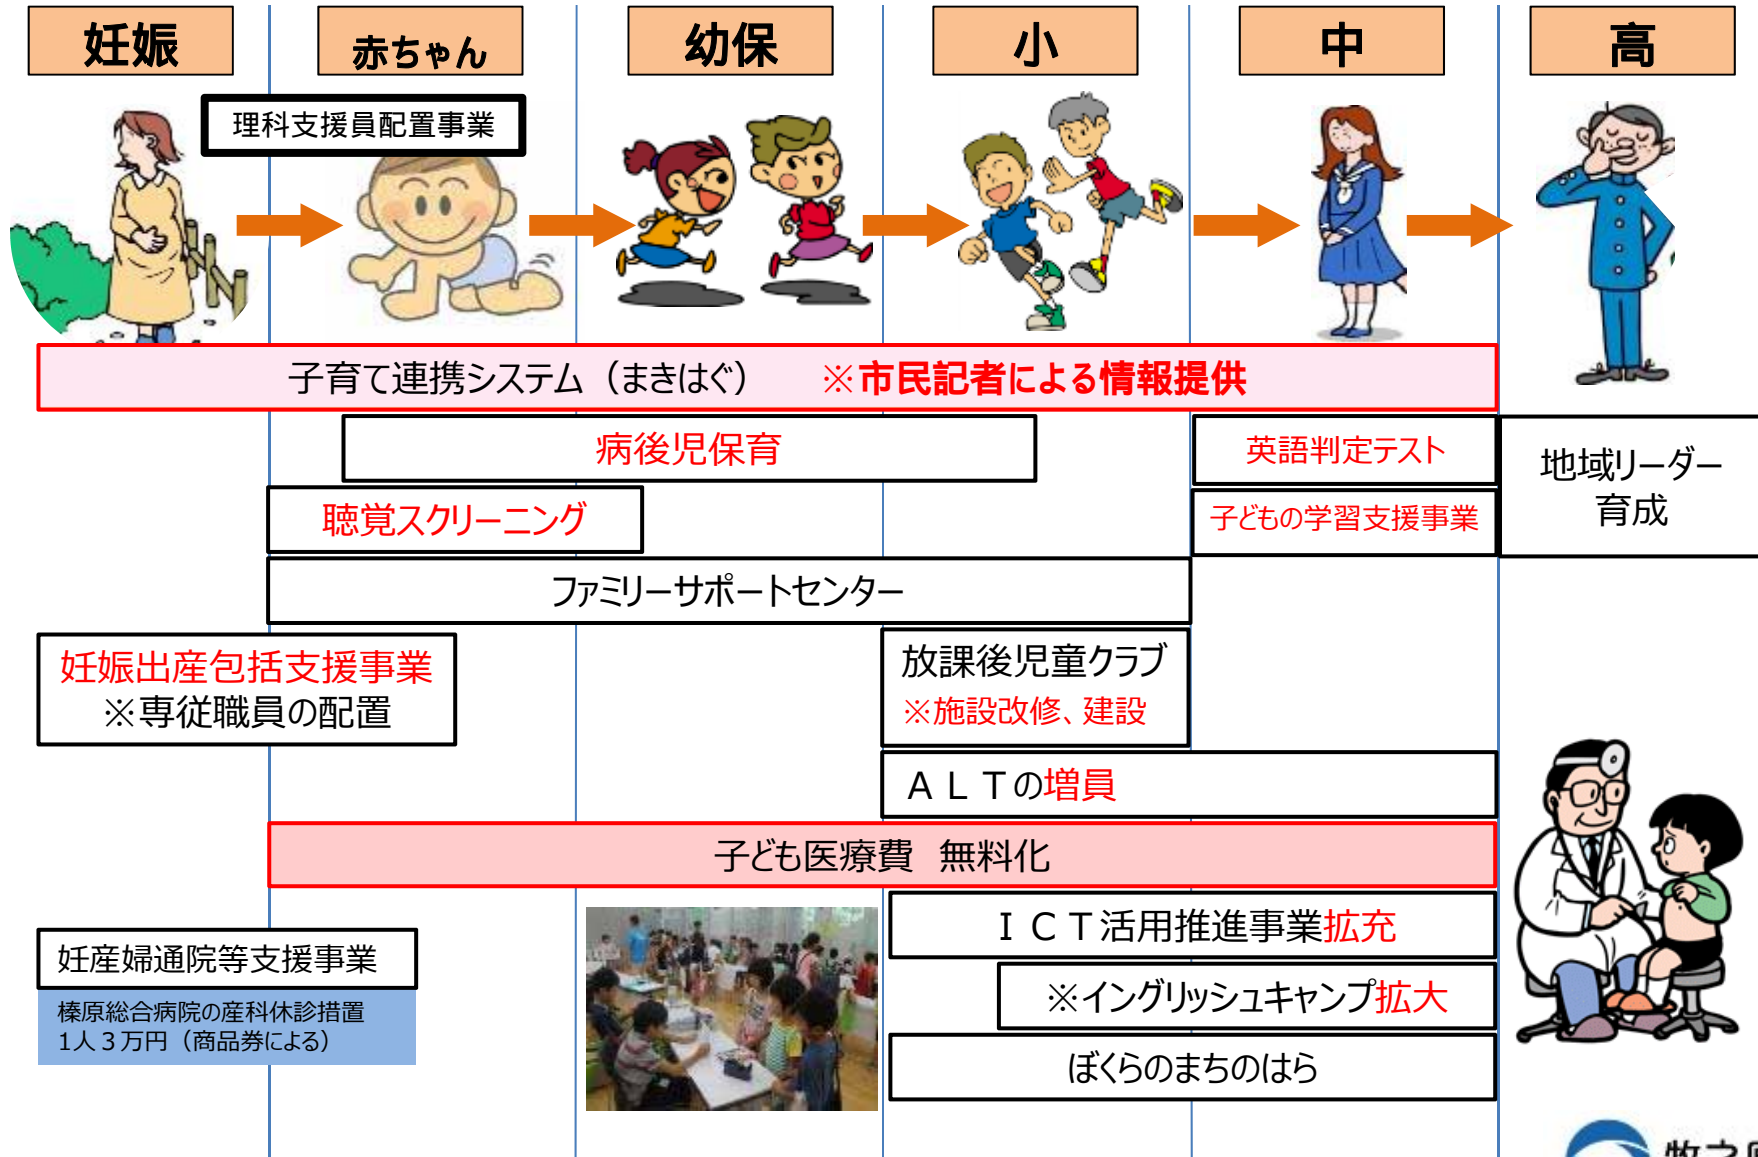 妊娠
赤ちゃん
幼保
小
中
高
理科支援員配置事業
子育て連携システム（まきはぐ）　※市民記者による情報提供
病後児保育
英語判定テスト
地域リーダー
育成
聴覚スクリーニング
子どもの学習支援事業
ファミリーサポートセンター
妊娠出産包括支援事業
※専従職員の配置
放課後児童クラブ
※施設改修、建設
ＡＬＴの増員
子ども医療費　無料化
ＩＣＴ活用推進事業拡充
妊産婦通院等支援事業
※イングリッシュキャンプ拡大
榛原総合病院の産科休診措置
1人３万円（商品券による）
ぼくらのまちのはら